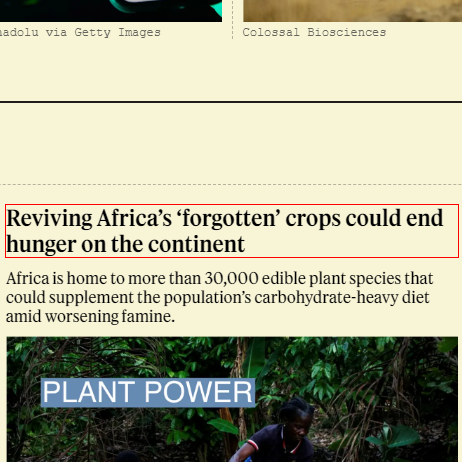 nadolu via Getty Images
Colossal Biosciences
Reviving Africa’s ‘forgotten’ crops could end
hunger on the continent
Africa is home to more than 30,000 edible plant species that
could supplement the population’s carbohydrate-heavy diet
amid worsening famine.
PLANT POWER